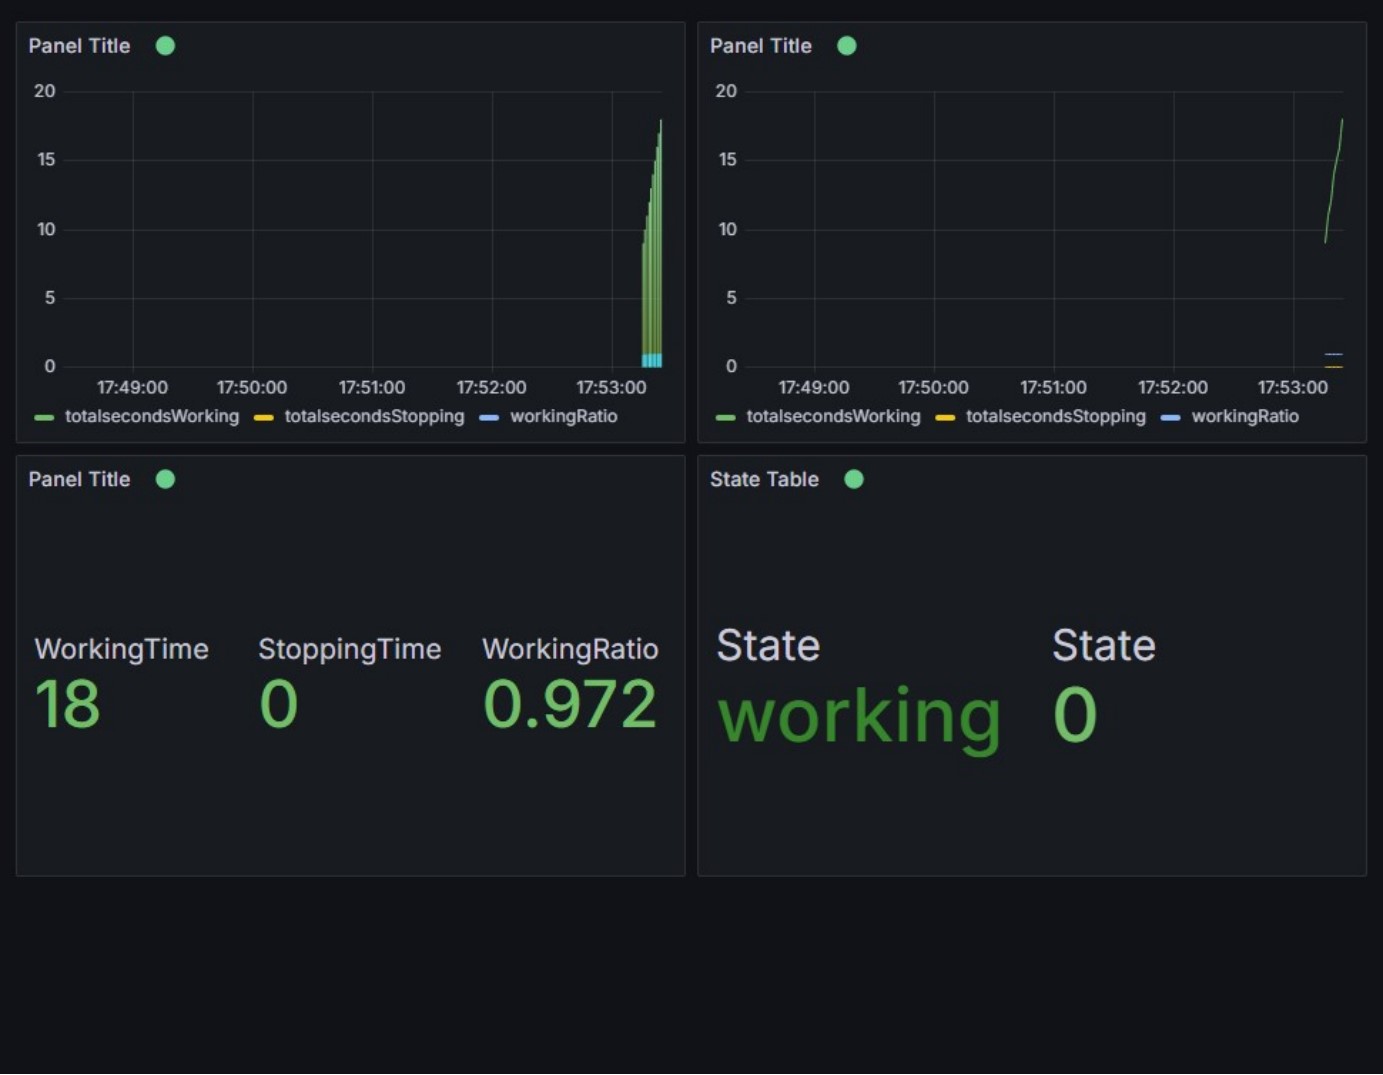 Panel Title
20
15
10
5
0
17:49:00 17:50:00 17:51:00 17:52:00 17:53:00
totalsecondsWorking totalsecondsStopping workingRatio
Panel Title
20
15
10
5
0
17:49:00 17:50:00 17:51:00 17:52:00 17:53:00
totalsecondsWorking totalsecondsStopping workingRatio
Panel Title
WorkingTime StoppingTime WorkingRatio
18 0 0.972
State Table
State State
working 0